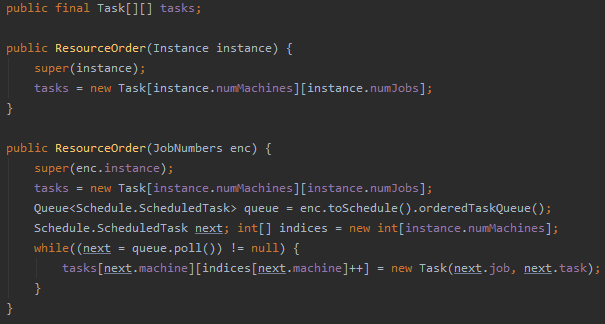 public final Task[][] tasks;
public ResourceOrder(Instance instance) {
super(instance);
tasks = new Task[instance.numMachines][instance.numJobs];
}
public ResourceOrder(JobNumbers enc) {
super(enc.instance);
tasks = new Task[instance.numMachines][instance.numJobs];
Queue<Schedule.ScheduledTask> queue = enc.toSchedule().orderedTaskQueue();
Schedule.ScheduledTask next; int[] indices = new int[instance.numMachines];
while((next = queue.poll()) != null) {
tasks[next.machine][indices[next.machine]++] = new Task(next.job, next.task);
}
}